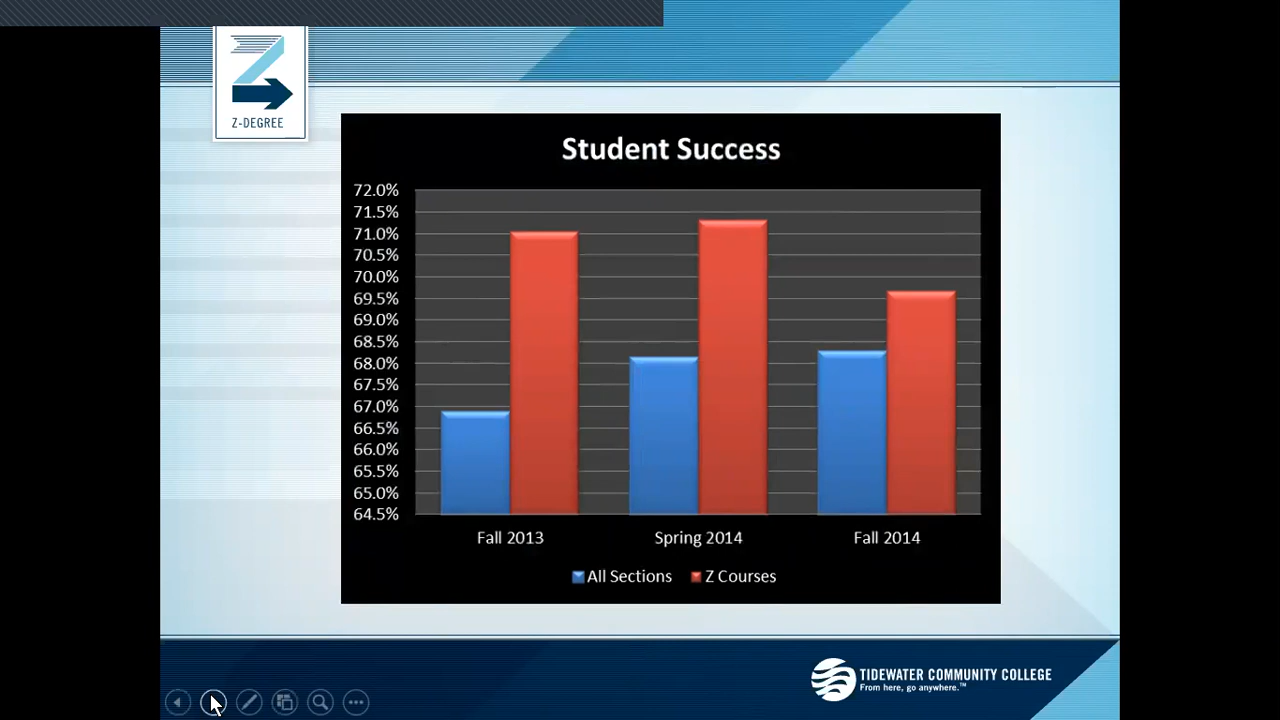 Z-DEGREE
Student Success
72.0%
71.5%
71.0%
70.5%
70.0%
69.5%
69.0%
68.5%
68.0%
67.5%
67.0%
66.5%
66.0%
65.5%
65.0%
64.5%
Fall 2013 Spring 2014 Fall 2014
All Sections Z Courses
TIDEWATER COMMUNITY COLLEGE
From here, go anywhere.™